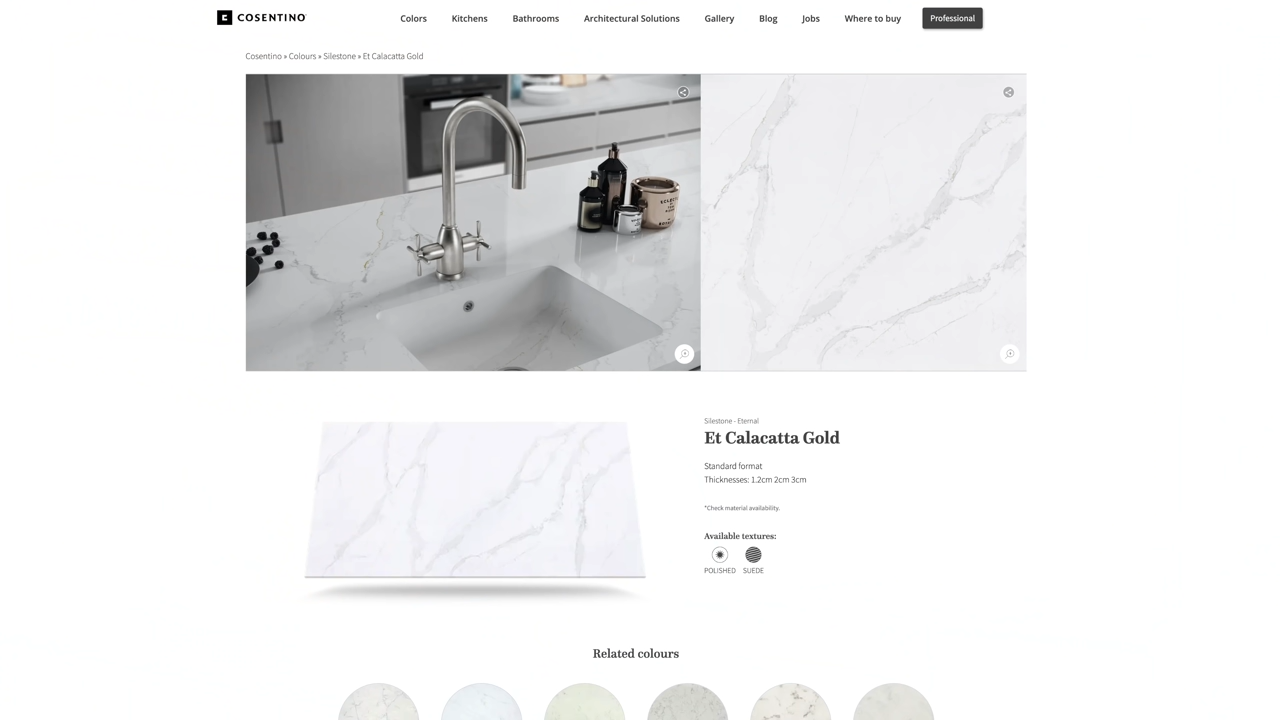 COSENTINO
Colors Kitchens Bathrooms Architectural Solutions Gallery Blog Jobs Where to buy Professional
Cosentino » Colours » Silestone » Et Calacatta Gold
Silestone - Eternal
Et Calacatta Gold
Standard format
Thicknesses: 1.2cm 2cm 3cm
*Check material availability.
Available textures:
POLISHED SUEDE
Related colours